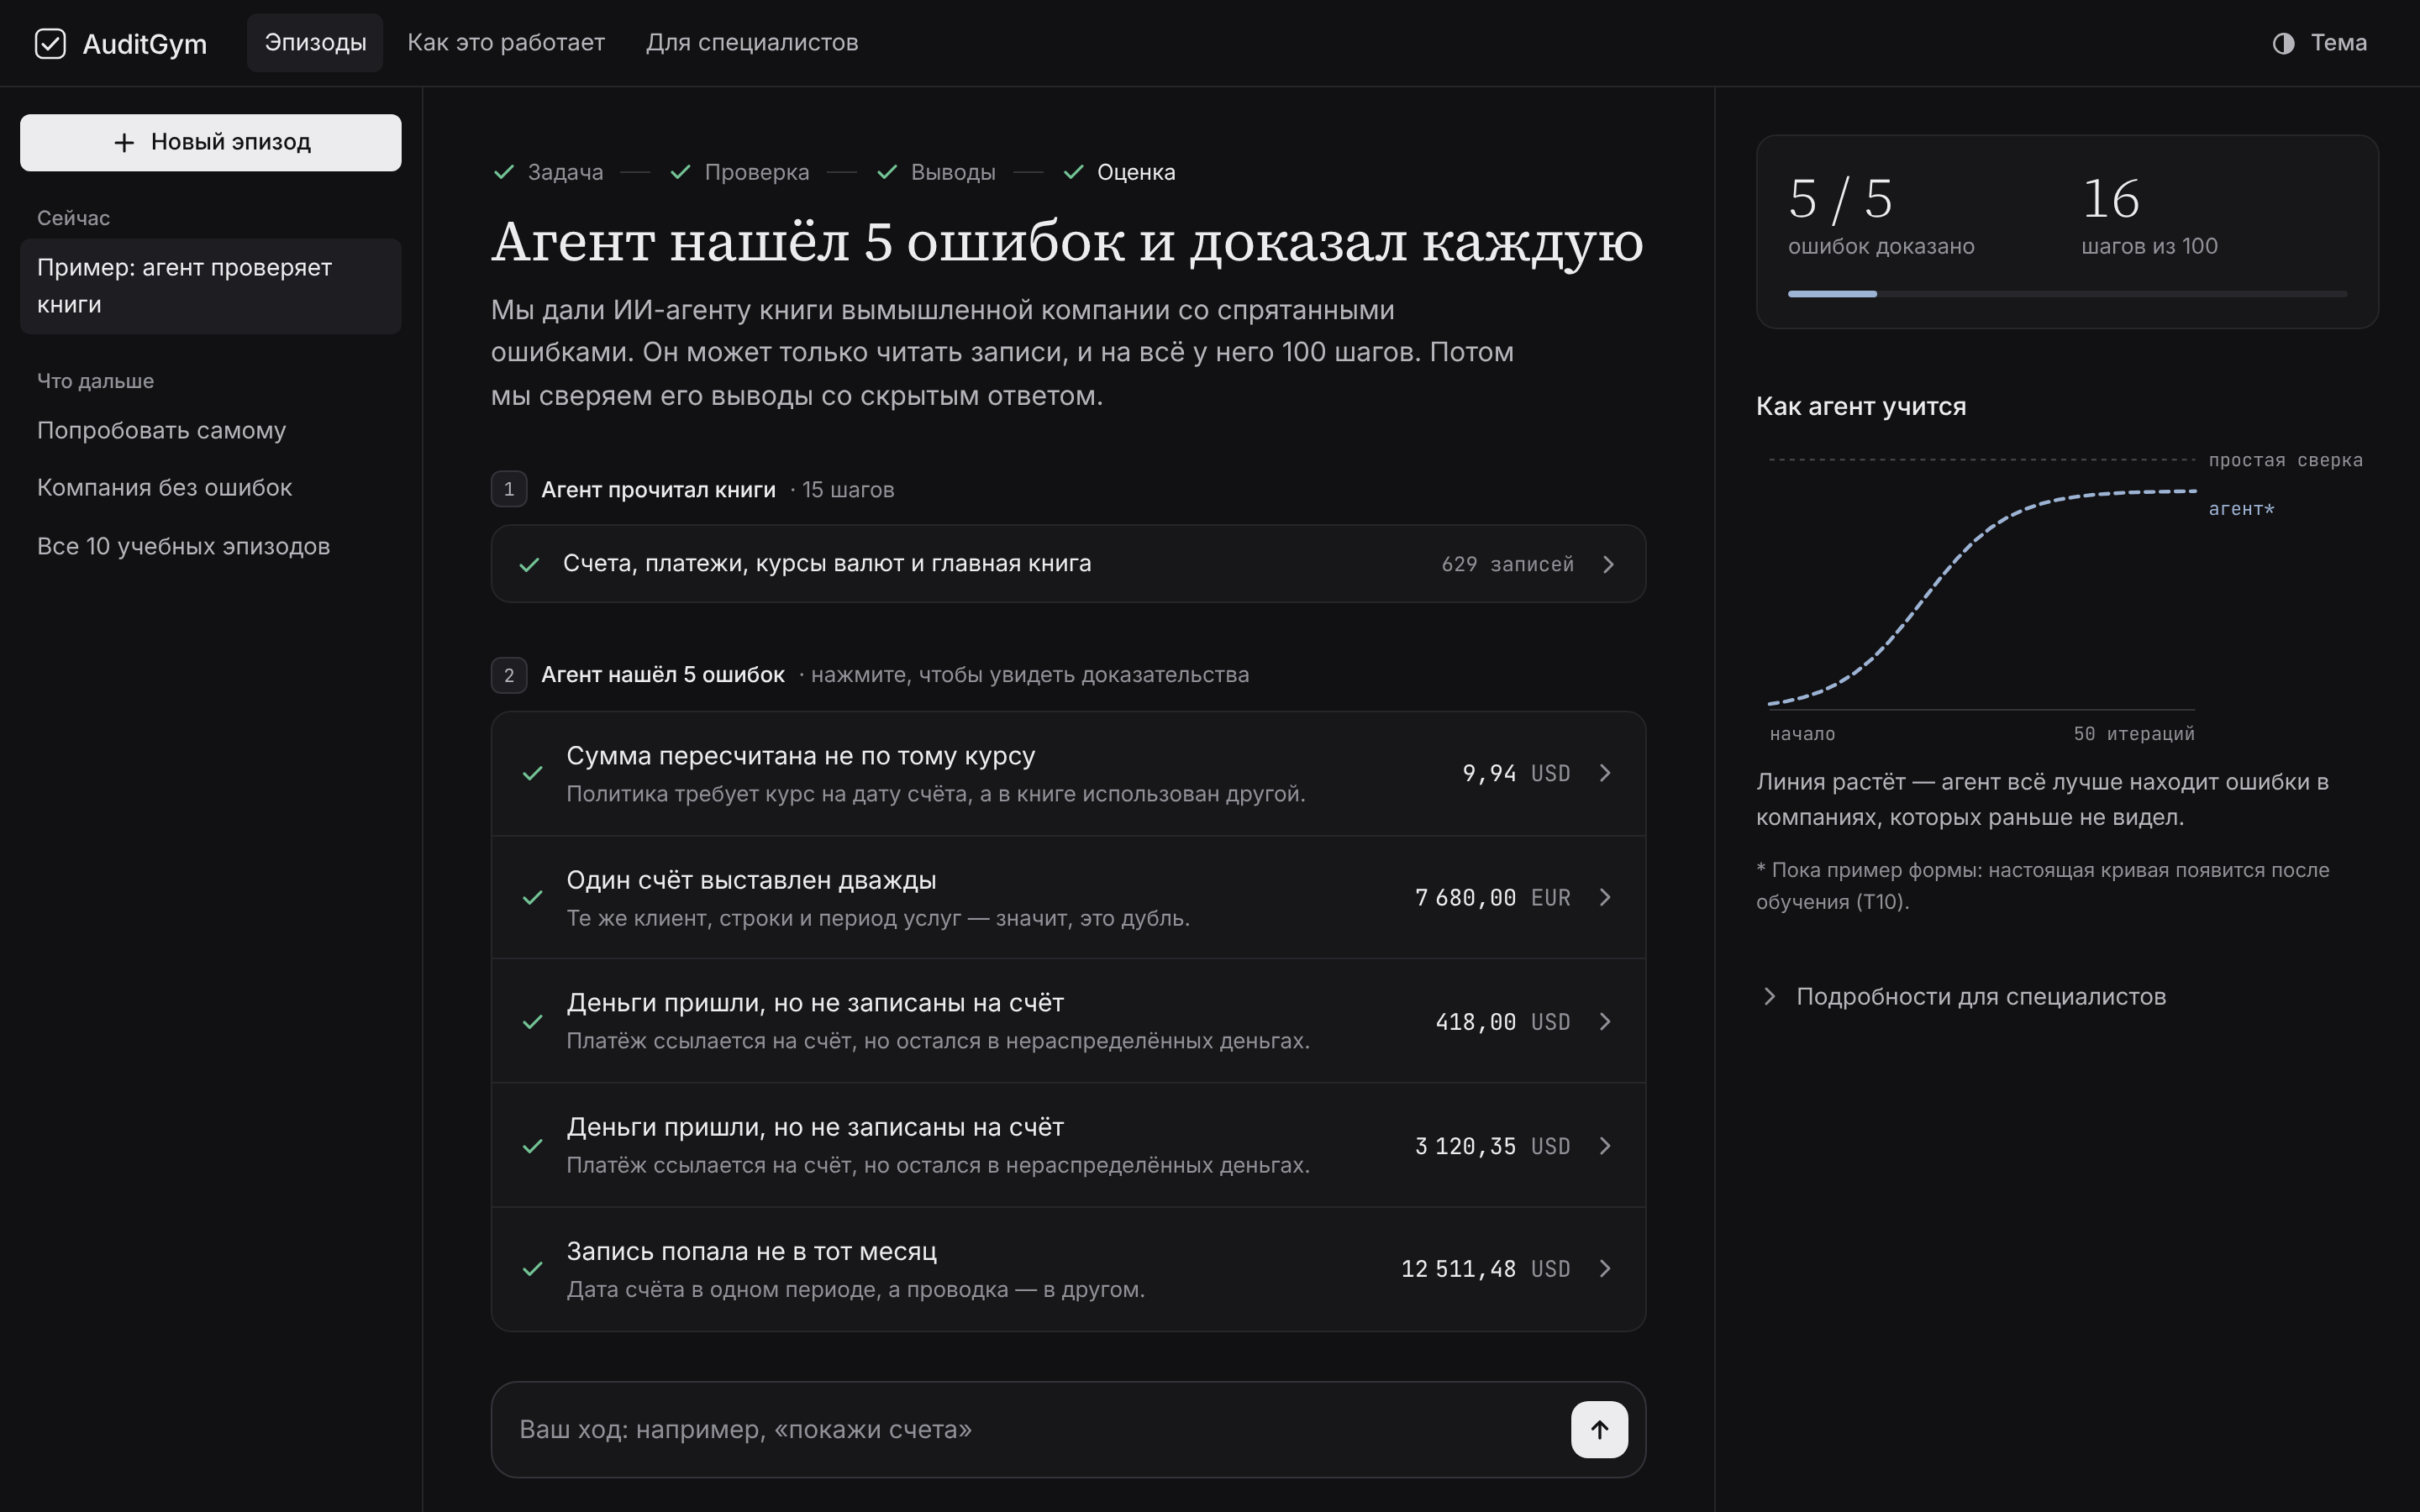 AuditGym
Эпизоды
Как это работает
Для специалистов
Тема
Новый эпизод
Сейчас
Пример: агент проверяет
книги
Что дальше
Попробовать самому
Компания без ошибок
Все 10 учебных эпизодов
Задача — Проверка — Выводы — Оценка
Агент нашёл 5 ошибок и доказал каждую
Мы дали ИИ-агенту книги вымышленной компании со спрятанными
ошибками. Он может только читать записи, и на всё у него 100 шагов. Потом
мы сверяем его выводы со скрытым ответом.
1 Агент прочитал книги · 15 шагов
Счета, платежи, курсы валют и главная книга 629 записей
2 Агент нашёл 5 ошибок · нажмите, чтобы увидеть доказательства
Сумма пересчитана не по тому курсу
Политика требует курс на дату счёта, а в книге использован другой.
9,94 USD
Один счёт выставлен дважды
Те же клиент, строки и период услуг — значит, это дубль.
7 680,00 EUR
Деньги пришли, но не записаны на счёт
Платёж ссылается на счёт, но остался в нераспределённых деньгах.
418,00 USD
Деньги пришли, но не записаны на счёт
Платёж ссылается на счёт, но остался в нераспределённых деньгах.
3 120,35 USD
Запись попала не в тот месяц
Дата счёта в одном периоде, а проводка — в другом.
12 511,48 USD
Ваш ход: например, «покажи счета»
5 / 5
ошибок доказано
16
шагов из 100
Как агент учится
простая сверка
агент*
начало
50 итераций
Линия растёт — агент всё лучше находит ошибки в
компаниях, которых раньше не видел.
* Пока пример формы: настоящая кривая появится после
обучения (T10).
Подробности для специалистов